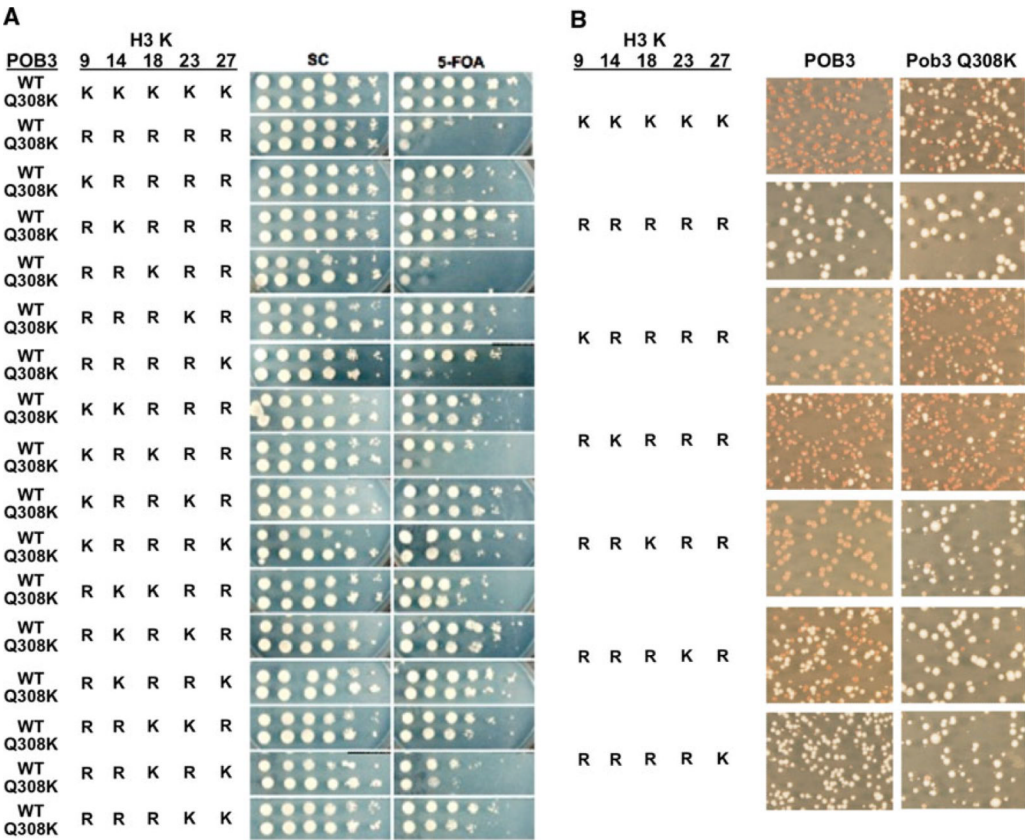 A
H3 K
POB3 9 14 18 23 27 SC 5-FOA
WT
Q308K K K K K K
WT
Q308K R R R R R
WT
Q308K K R R R R
WT
Q308K R K R R R
WT
Q308K R R K R R
WT
Q308K R R R K R
WT
Q308K R R R R K
WT
Q308K K K R R R
WT
Q308K K R K R R
WT
Q308K K R R K R
WT
Q308K K R R R K
WT
Q308K R K K R R
WT
Q308K R K R K R
WT
Q308K R K R R K
WT
Q308K R R K K R
WT
Q308K R R K R K
WT
Q308K R R R K K
B
H3 K
9 14 18 23 27 POB3 Pob3 Q308K
K K K K K
R R R R R
K R R R R
R K R R R
R R K R R
R R R K R
R R R R K